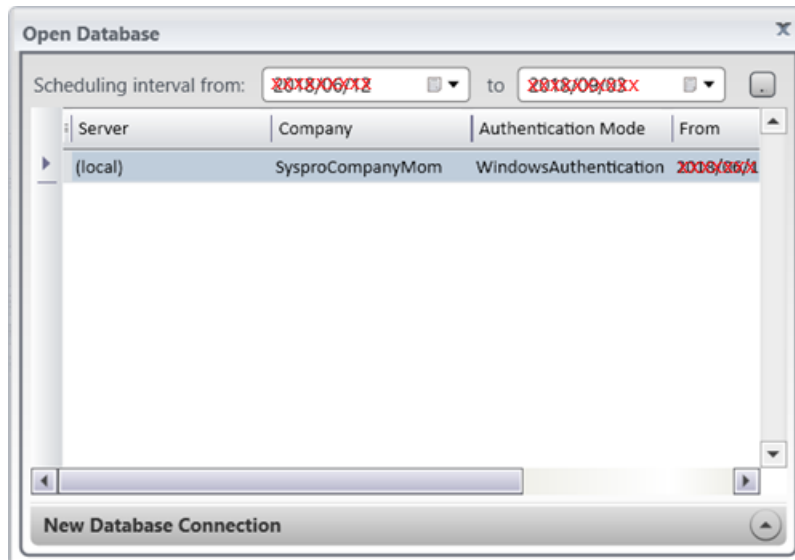 Open Database
Scheduling interval from: to
Server Company Authentication Mode From
(local) SysproCompanyMom WindowsAuthentication
New Database Connection